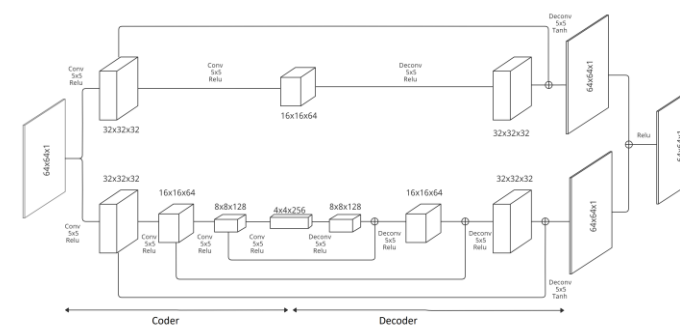 Deconv
5x5
Tanh
Conv
5x5
Relu
Conv
5x5
Relu
Deconv
5x5
Relu
64x64x1
32x32x32
16x16x64
32x32x32
64x64x1
Relu
64x64x1
32x32x32
16x16x64
8x8x128
4x4x256
8x8x128
16x16x64
32x32x32
64x64x1
Conv
5x5
Relu
Conv
5x5
Relu
Conv
5x5
Relu
Conv
5x5
Relu
Deconv
5x5
Relu
Deconv
5x5
Relu
Deconv
5x5
Relu
Deconv
5x5
Tanh
Coder
Decoder